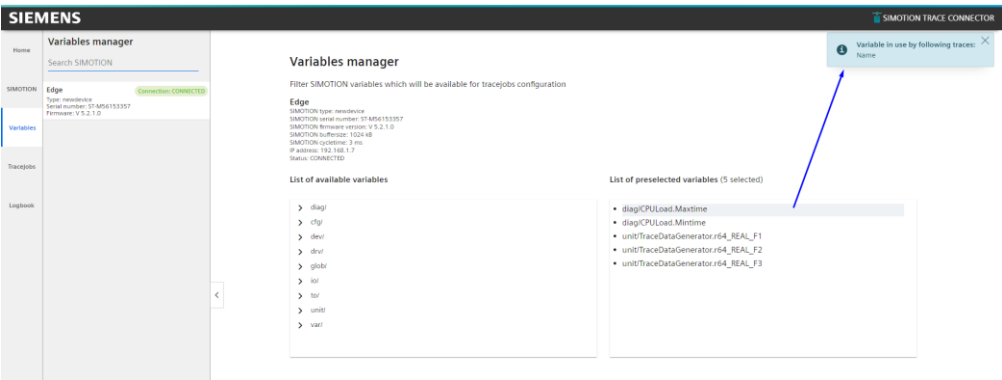 SIEMENS
SIMOTION TRACE CONNECTOR
Home
SIMOTION
Variables
Tracejobs
Logbook
Variables manager
Search SIMOTION
Edge
Connection: CONNECTED
Type: newdevice
Serial number: ST-M56153357
Firmware: V 5.2.1.0
Variables manager
Filter SIMOTION variables which will be available for tracejobs configuration
Edge
SIMOTION type: newdevice
SIMOTION serial number: ST-M56153357
SIMOTION firmware version: V 5.2.1.0
SIMOTION buffersize: 1024 kB
SIMOTION cycletime: 3 ms
IP address: 192.168.1.7
Status: CONNECTED
Variable in use by following traces:
Name
List of available variables
diag/
cfg/
dev/
drv/
glob/
io/
to/
unit/
var/
List of preselected variables (5 selected)
diag/CPULoad.Maxtime
diag/CPULoad.Mintime
unit/TraceDataGenerator.r64_REAL_F1
unit/TraceDataGenerator.r64_REAL_F2
unit/TraceDataGenerator.r64_REAL_F3